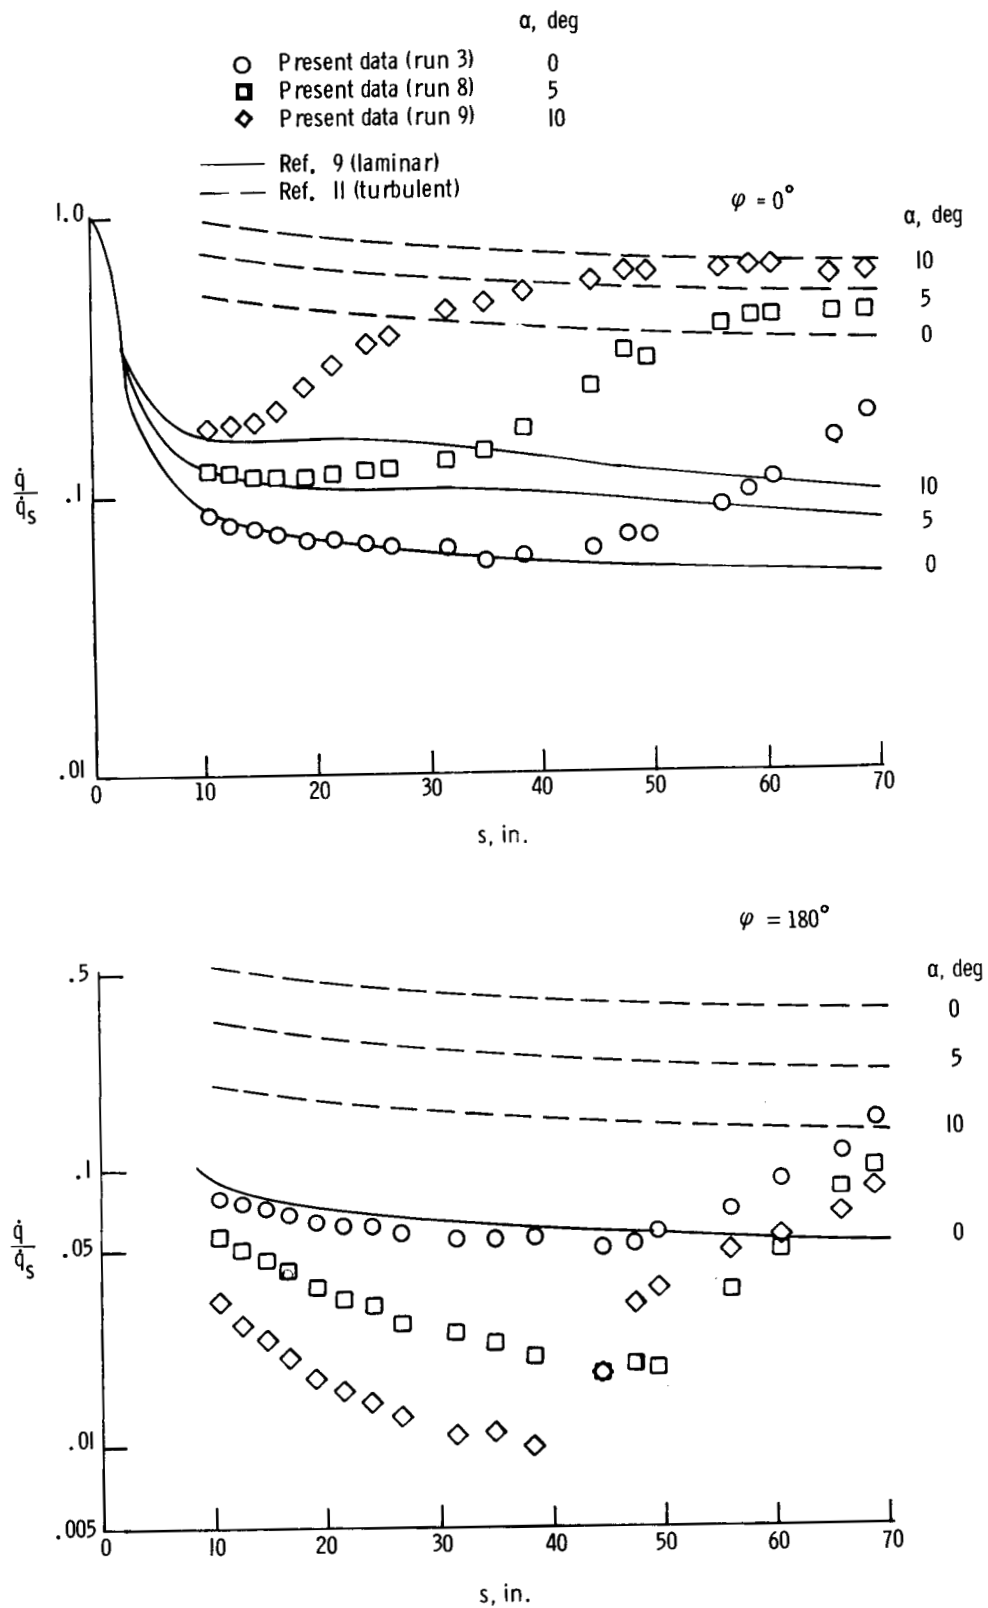 α, deg
Present data (run 3) 0
Present data (run 8) 5
Present data (run 9) 10
Ref. 9 (laminar)
Ref. 11 (turbulent)
φ = 0°
α, deg
1.0
10
5
0
q̇
q̇s
.1
10
5
0
.01
0 10 20 30 40 50 60 70
s, in.
φ = 180°
α, deg
.5
0
5
10
.1
q̇
q̇s
0
.05
.01
.005
0 10 20 30 40 50 60 70
s, in.